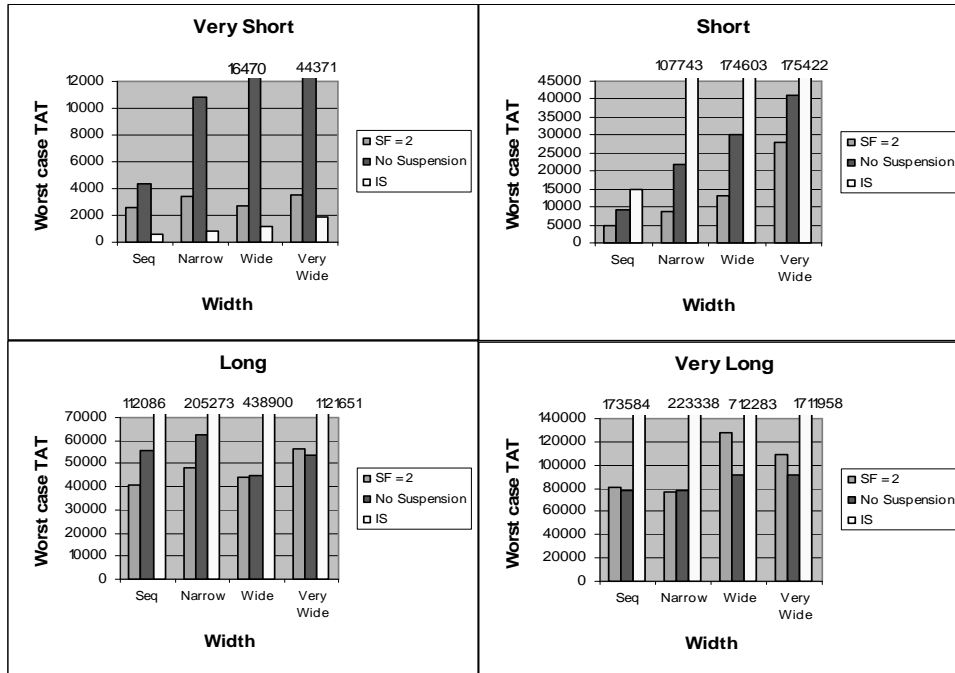 Very Short
16470 44371
Worst case TAT
12000
10000
8000
6000
4000
2000
0
Seq Narrow Wide Very Wide
Width
SF = 2
No Suspension
IS
Short
107743 174603 175422
Worst case TAT
45000
40000
35000
30000
25000
20000
15000
10000
5000
0
Seq Narrow Wide Very Wide
Width
SF = 2
No Suspension
IS
Long
112086 205273 438900 1121651
Worst case TAT
70000
60000
50000
40000
30000
20000
10000
0
Seq Narrow Wide Very Wide
Width
SF = 2
No Suspension
IS
Very Long
173584 223338 712283 1711958
Worst case TAT
140000
120000
100000
80000
60000
40000
20000
0
Seq Narrow Wide Very Wide
Width
SF = 2
No Suspension
IS